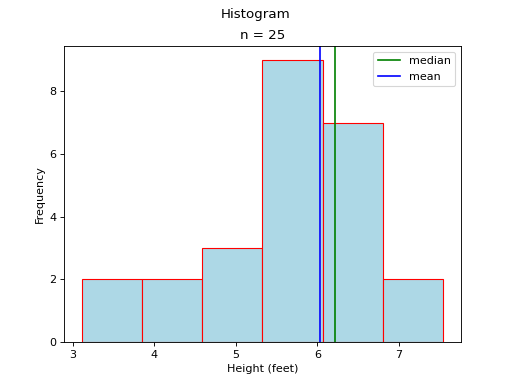 Histogram
n = 25
median
mean
8
6
4
2
0
Frequency
3 4 5 6 7
Height (feet)